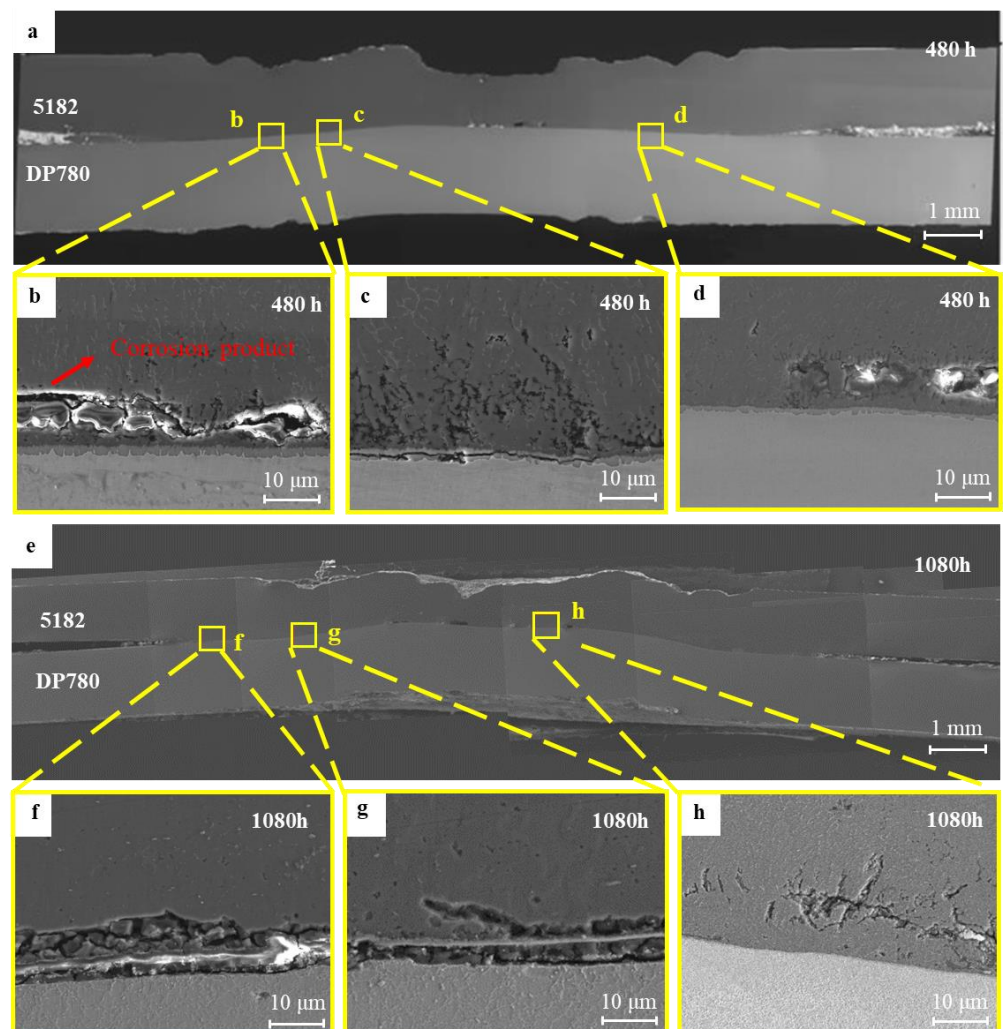 a
480 h
5182
b
c
d
DP780
1 mm
b
480 h
Corrosion product
10 μm
c
480 h
10 μm
d
480 h
10 μm
e
1080h
5182
f
g
h
DP780
1 mm
f
1080h
10 μm
g
1080h
10 μm
h
1080h
10 μm